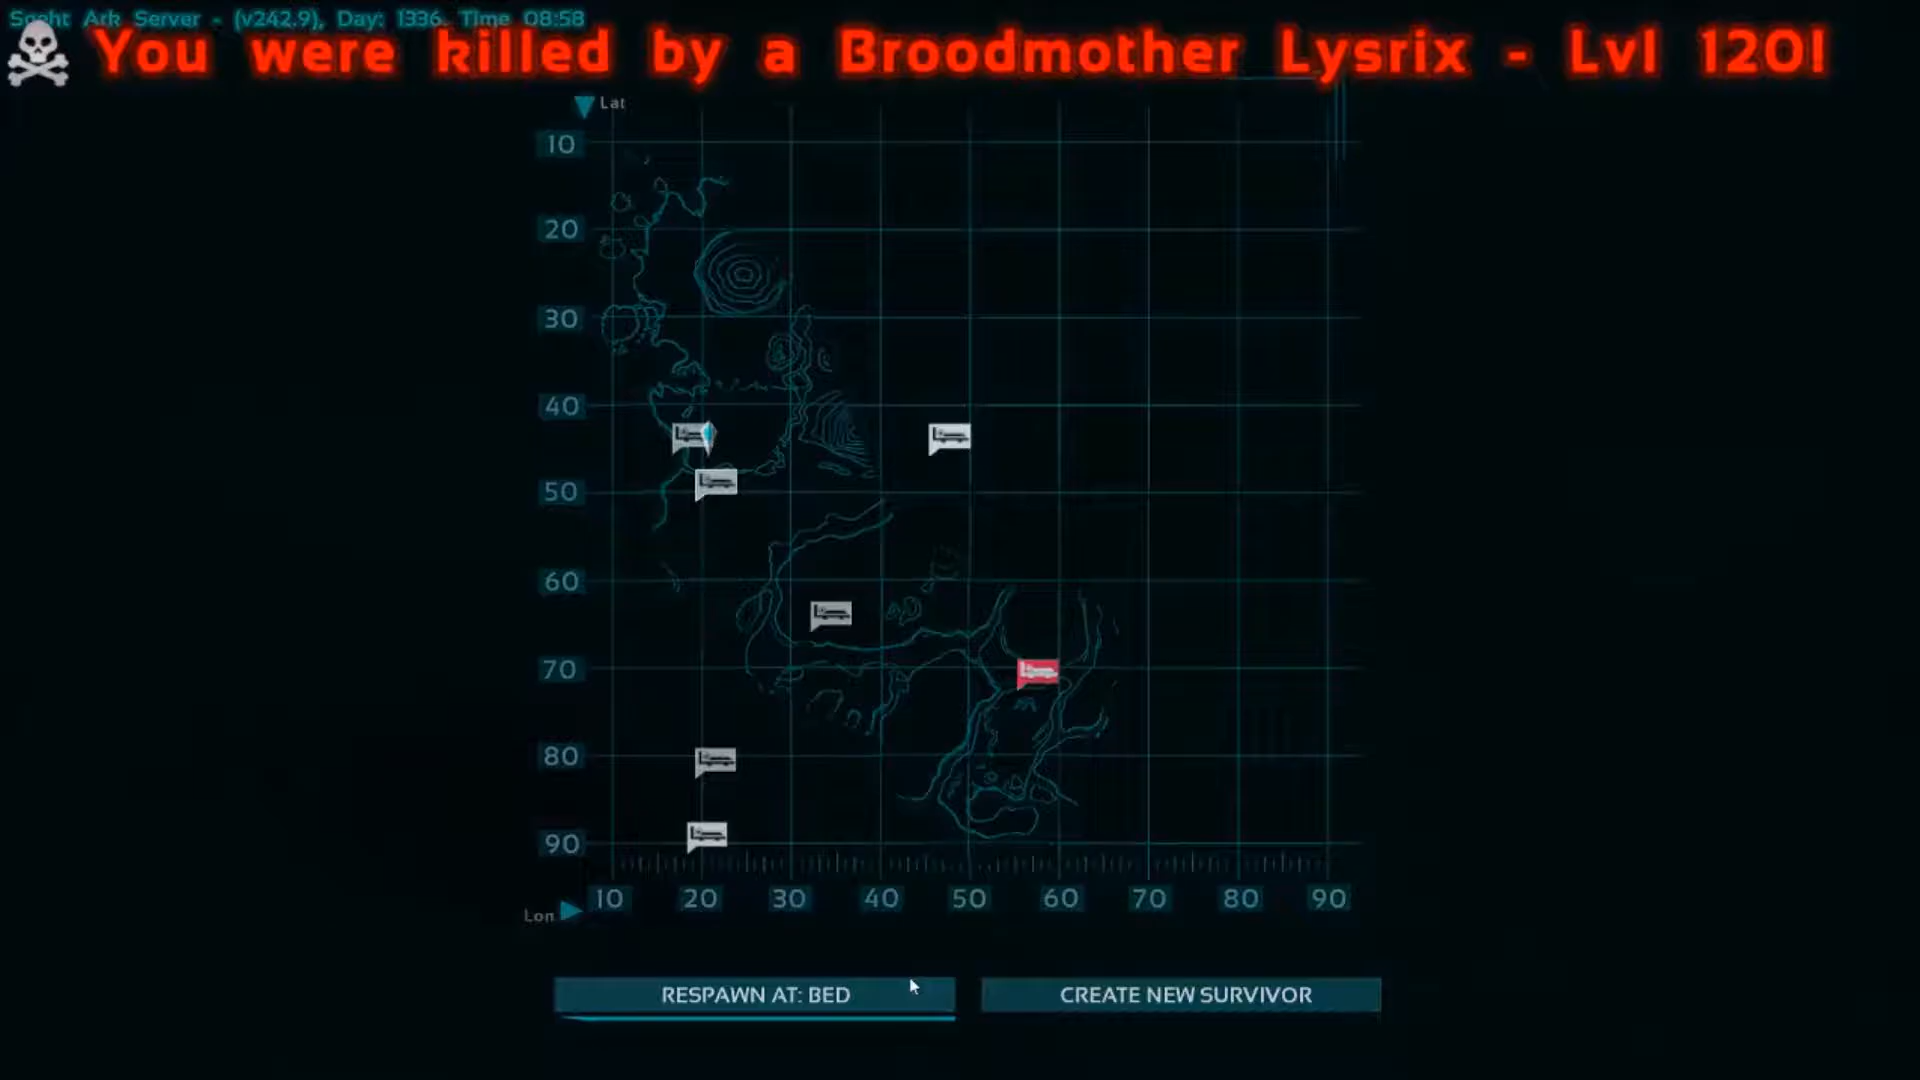 Ark Server - (v242.9), Day: 1336, Time 08:58
You were killed by a Broodmother Lysrix - Lvl 120!
Lat
10
20
30
40
50
60
70
80
90
10 20 30 40 50 60 70 80 90
Lon
RESPAWN AT: BED
CREATE NEW SURVIVOR